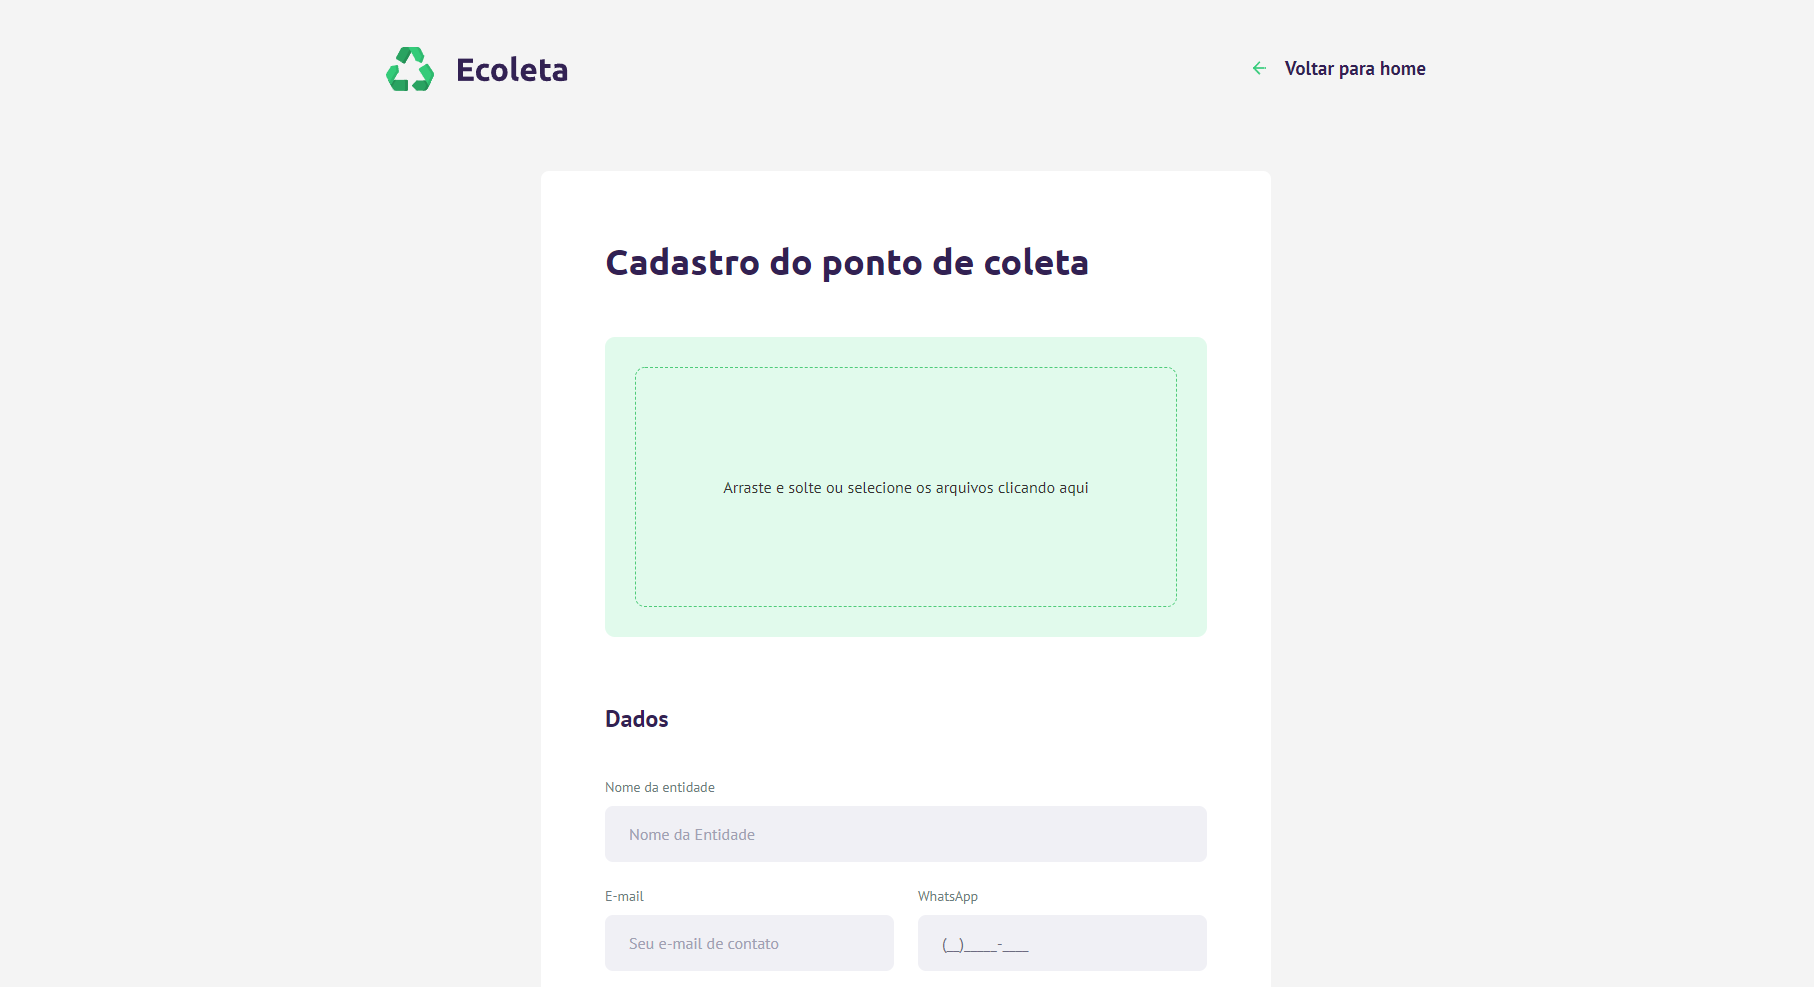 Ecoleta
Voltar para home
Cadastro do ponto de coleta
Arraste e solte ou selecione os arquivos clicando aqui
Dados
Nome da entidade
Nome da Entidade
E-mail
WhatsApp
Seu e-mail de contato
(__)_____-____